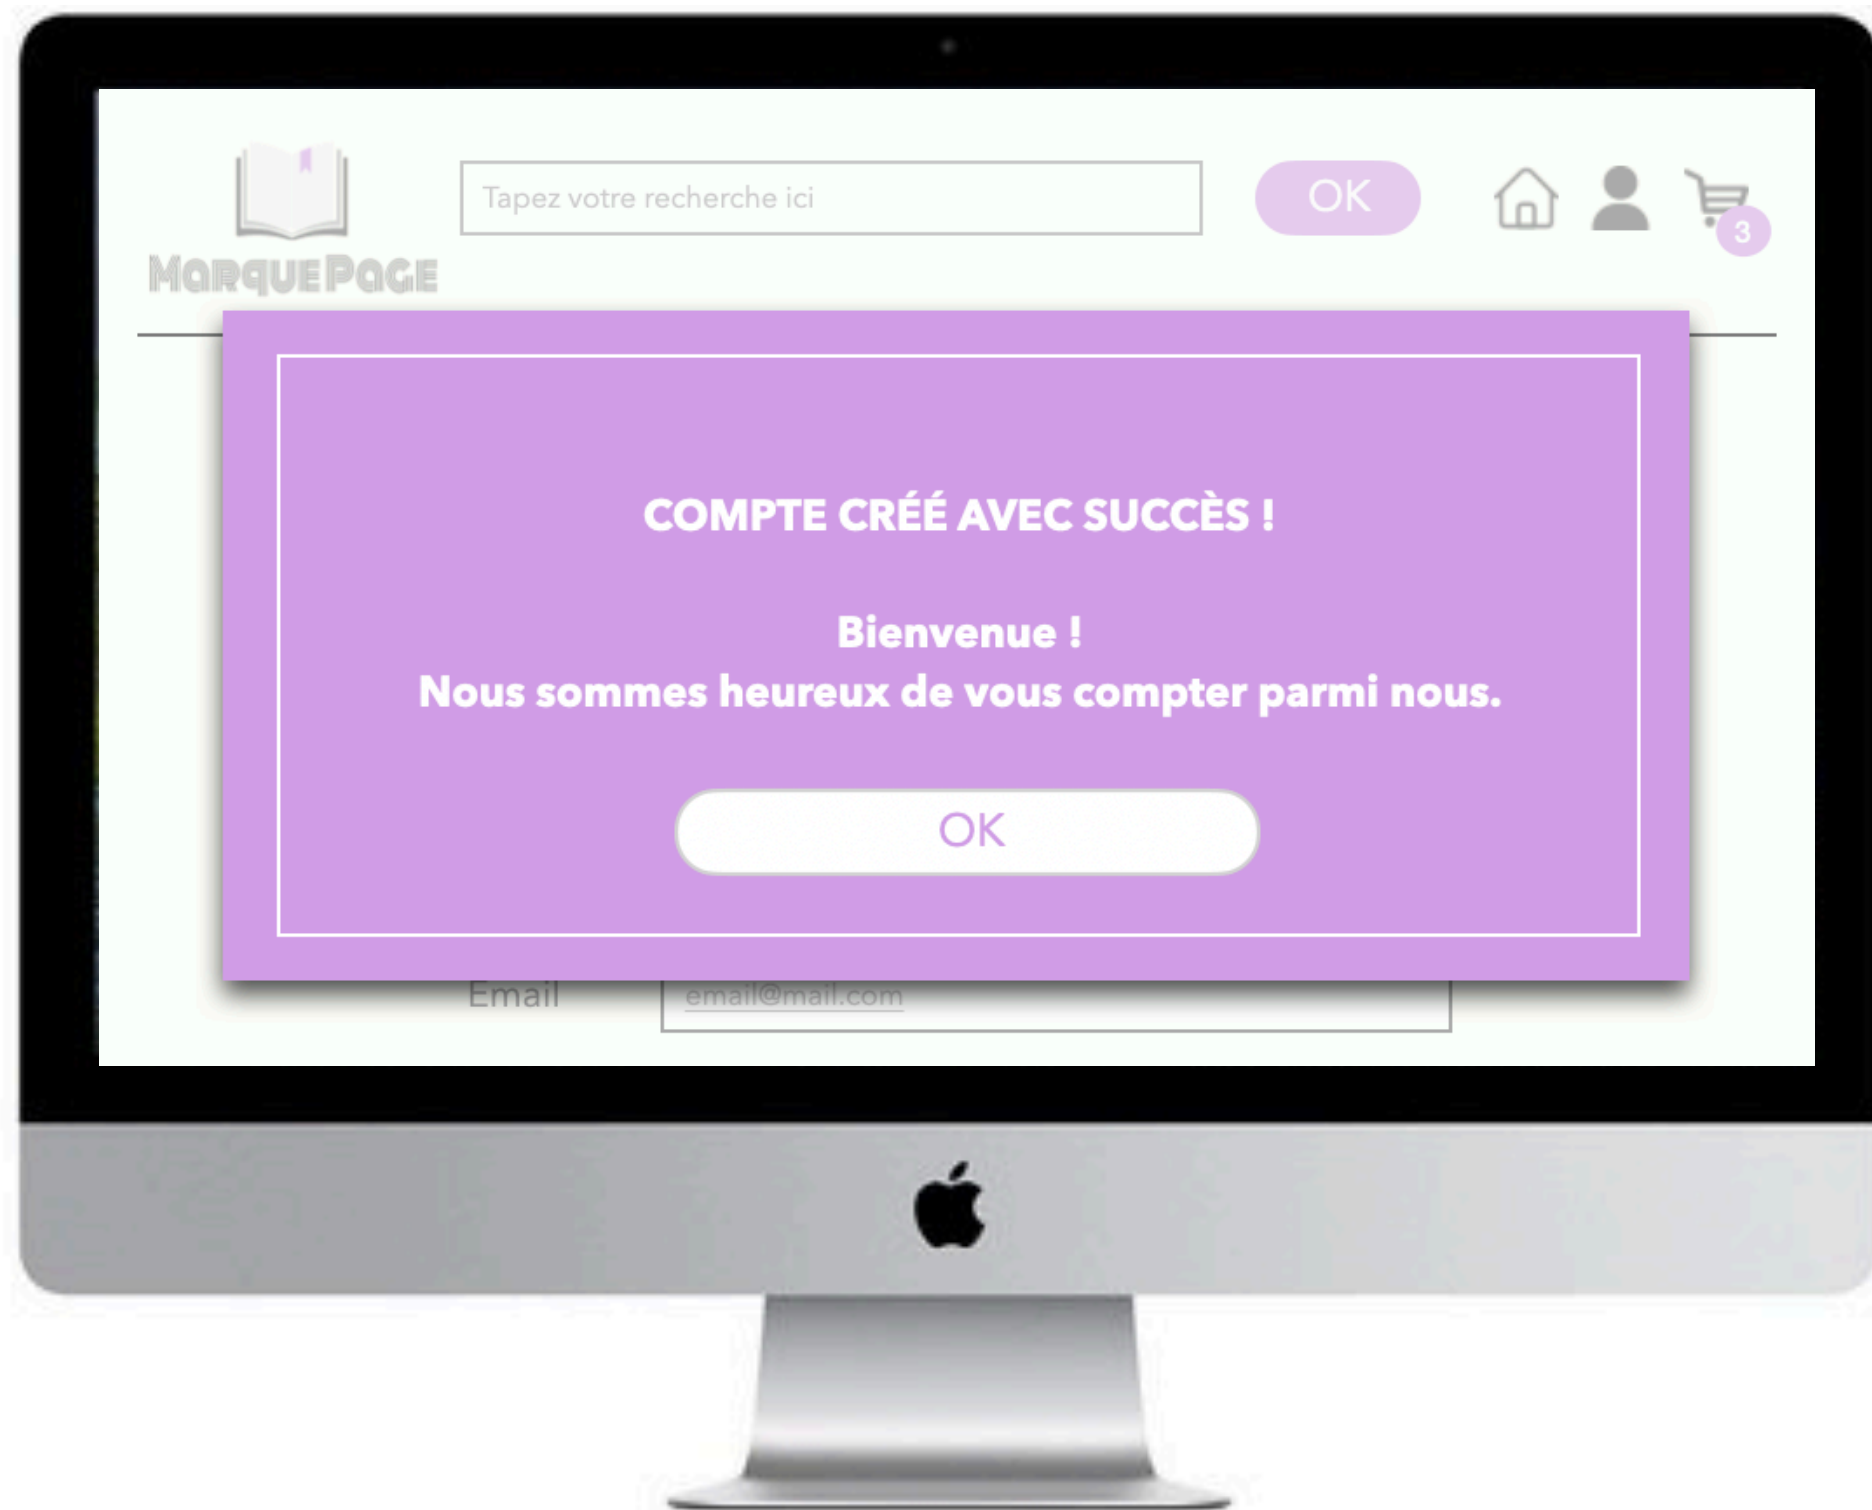 Tapez votre recherche ici
OK
3
MARQUEPAGE
COMPTE CRÉÉ AVEC SUCCÈS !
Bienvenue !
Nous sommes heureux de vous compter parmi nous.
OK
Email
email@mail.com